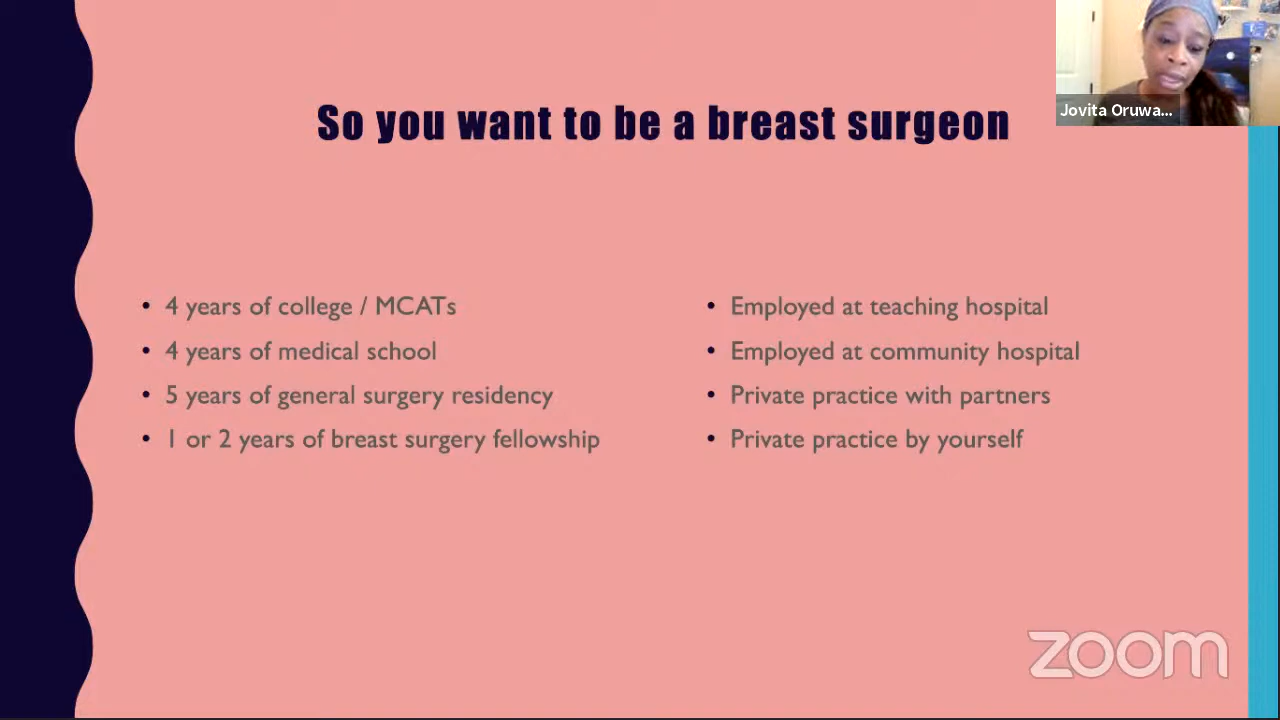 Jovita Oruwa...
So you want to be a breast surgeon
• 4 years of college / MCATs
• 4 years of medical school
• 5 years of general surgery residency
• 1 or 2 years of breast surgery fellowship
• Employed at teaching hospital
• Employed at community hospital
• Private practice with partners
• Private practice by yourself
zoom